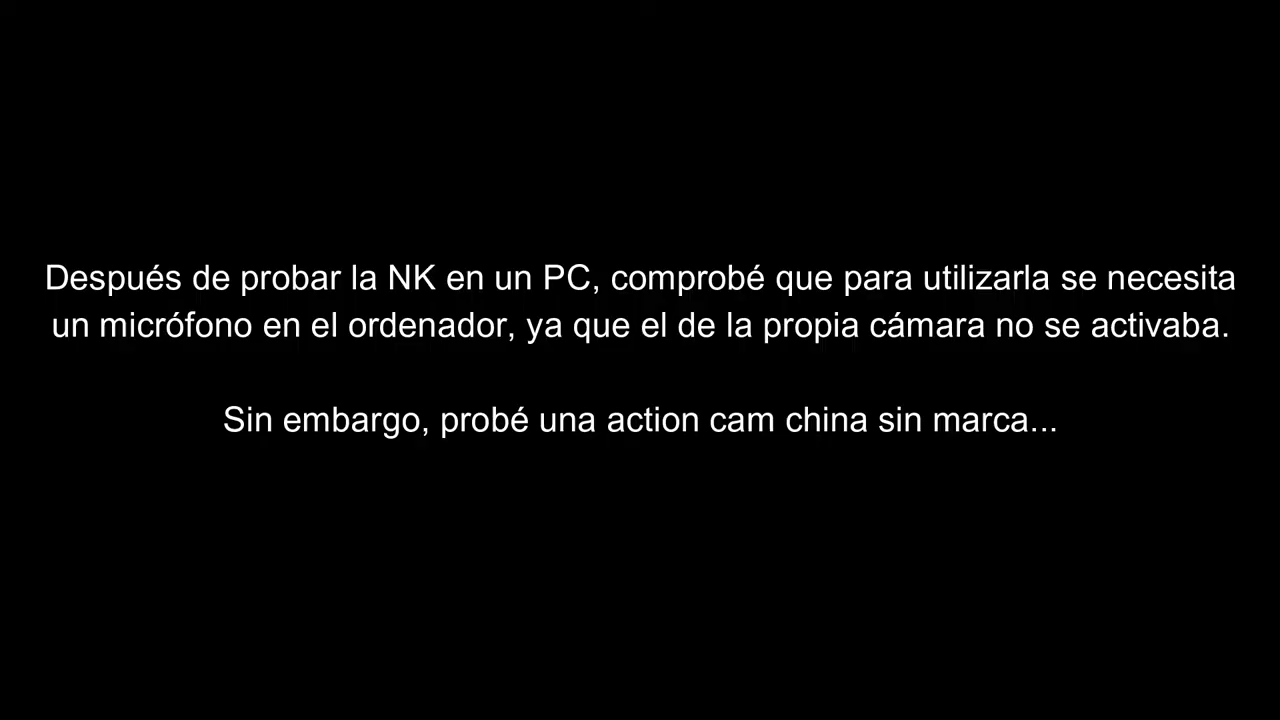 Después de probar la NK en un PC, comprobé que para utilizarla se necesita
un micrófono en el ordenador, ya que el de la propia cámara no se activaba.
Sin embargo, probé una action cam china sin marca...